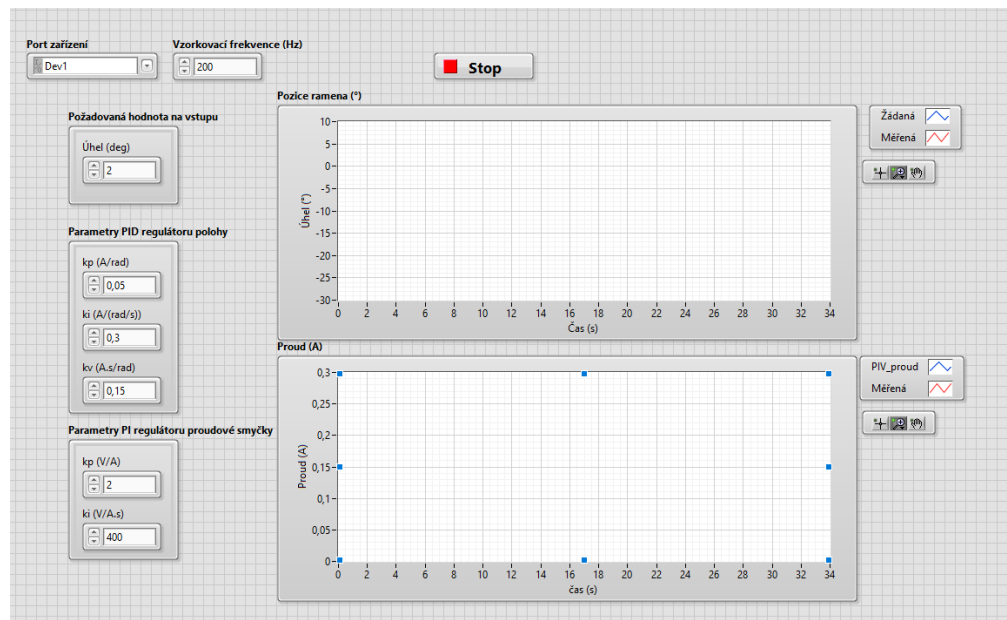 Port zařízení
Dev1
Vzorkovací frekvence (Hz)
200
Stop
Požadovaná hodnota na vstupu
Úhel (deg)
2
Parametry PID regulátoru polohy
kp (A/rad)
0,05
ki (A/(rad/s))
0,3
kv (A.s/rad)
0,15
Parametry PI regulátoru proudové smyčky
kp (V/A)
2
ki (V/A.s)
400
Pozice ramena (°)
Úhel (°)
10
5
0
-5
-10
-15
-20
-25
-30
0 2 4 6 8 10 12 14 16 18 20 22 24 26 28 30 32 34
Čas (s)
Žádaná
Měřená
Proud (A)
Proud (A)
0,3
0,25
0,2
0,15
0,1
0,05
0
0 2 4 6 8 10 12 14 16 18 20 22 24 26 28 30 32 34
čas (s)
PIV_proud
Měřená